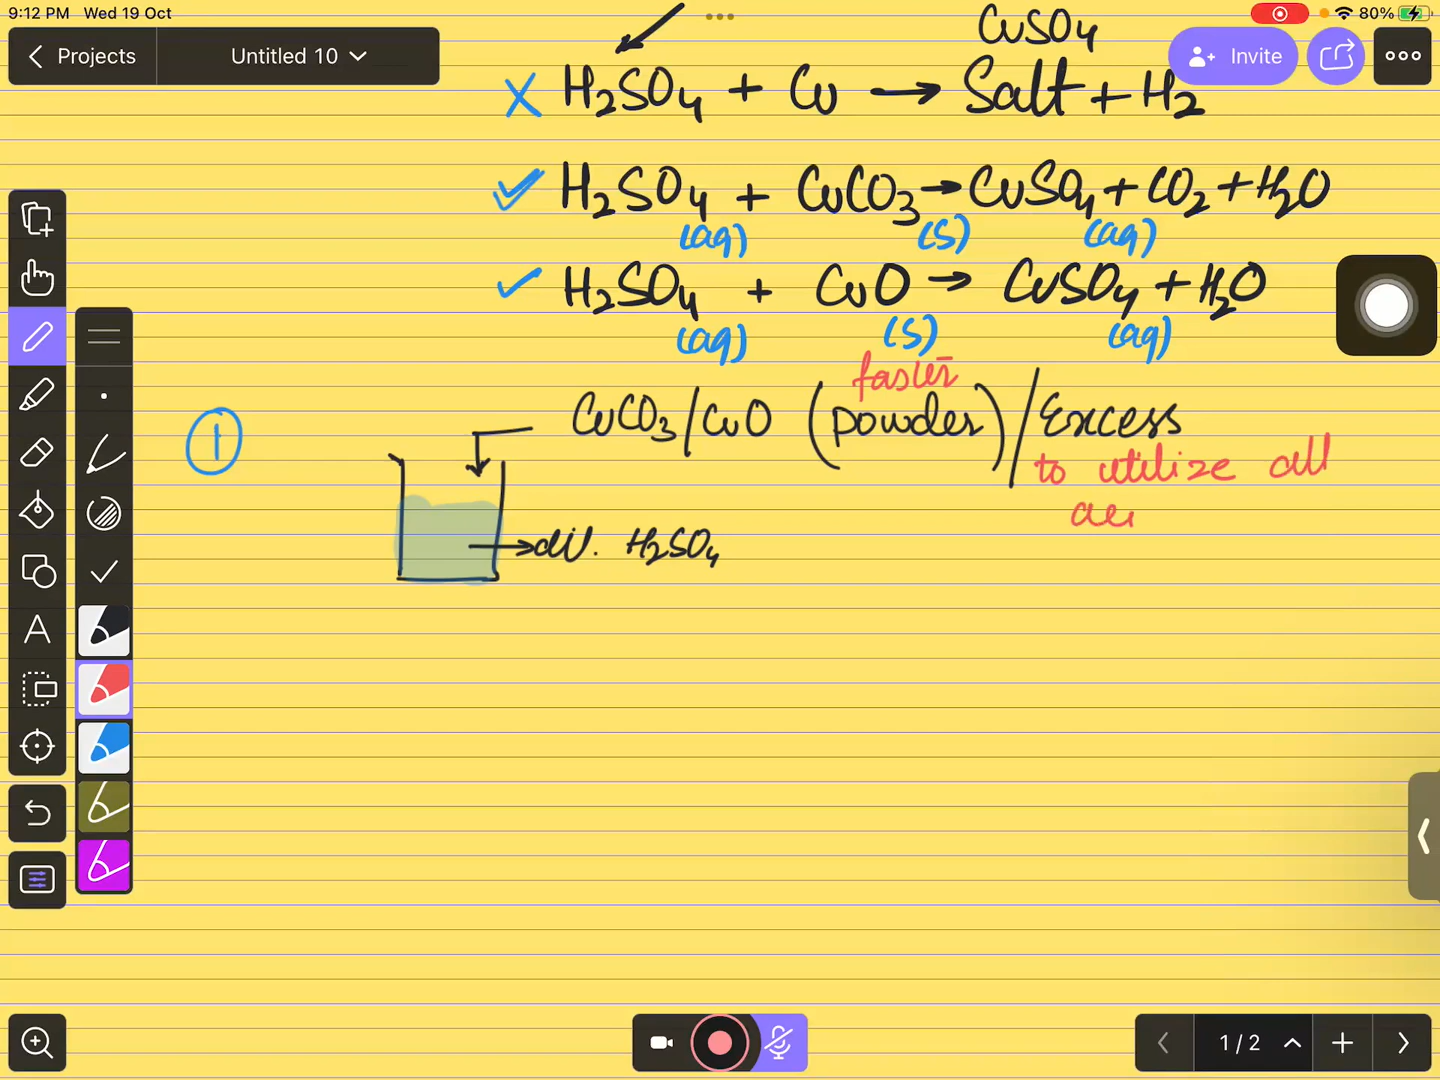 9:12 PM Wed 19 Oct
80%
Projects
Untitled 10
Invite
CuSO4
H2SO4 + Cu → Salt + H2
H2SO4 + CuCO3 → CuSO4 + CO2 + H2O
(aq) (s) (aq)
H2SO4 + CuO → CuSO4 + H2O
(aq) (s) (aq)
faster
1
CuCO3/CuO (powder)/Excess
to utilize all
dil. H2SO4
A
1 / 2